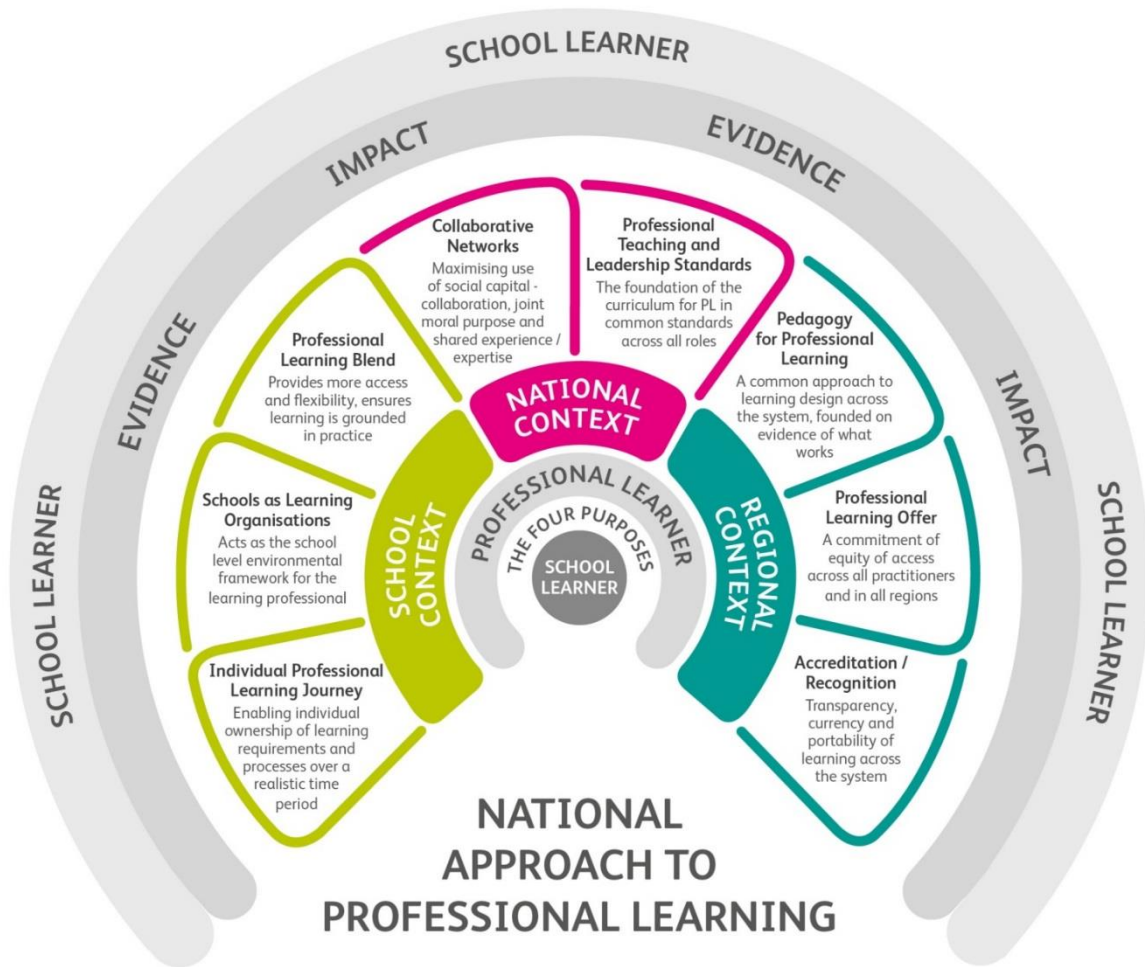 SCHOOL LEARNER
SCHOOL LEARNER
SCHOOL LEARNER
EVIDENCE
IMPACT
EVIDENCE
IMPACT
Individual Professional
Learning Journey
Enabling individual
ownership of learning
requirements and
processes over a
realistic time
period
Schools as Learning
Organisations
Acts as the school
level environmental
framework for the
learning professional
Professional
Learning Blend
Provides more access
and flexibility, ensures
learning is grounded
in practice
Collaborative
Networks
Maximising use
of social capital -
collaboration, joint
moral purpose and
shared experience /
expertise
Professional
Teaching and
Leadership Standards
The foundation of the
curriculum for PL in
common standards
across all roles
Pedagogy
for Professional
Learning
A common approach to
learning design across
the system, founded on
evidence of what
works
Professional
Learning Offer
A commitment of
equity of access
across all practitioners
and in all regions
Accreditation /
Recognition
Transparency,
currency and
portability of
learning across
the system
SCHOOL
CONTEXT
NATIONAL
CONTEXT
REGIONAL
CONTEXT
PROFESSIONAL LEARNER
THE FOUR PURPOSES
SCHOOL
LEARNER
NATIONAL
APPROACH TO
PROFESSIONAL LEARNING